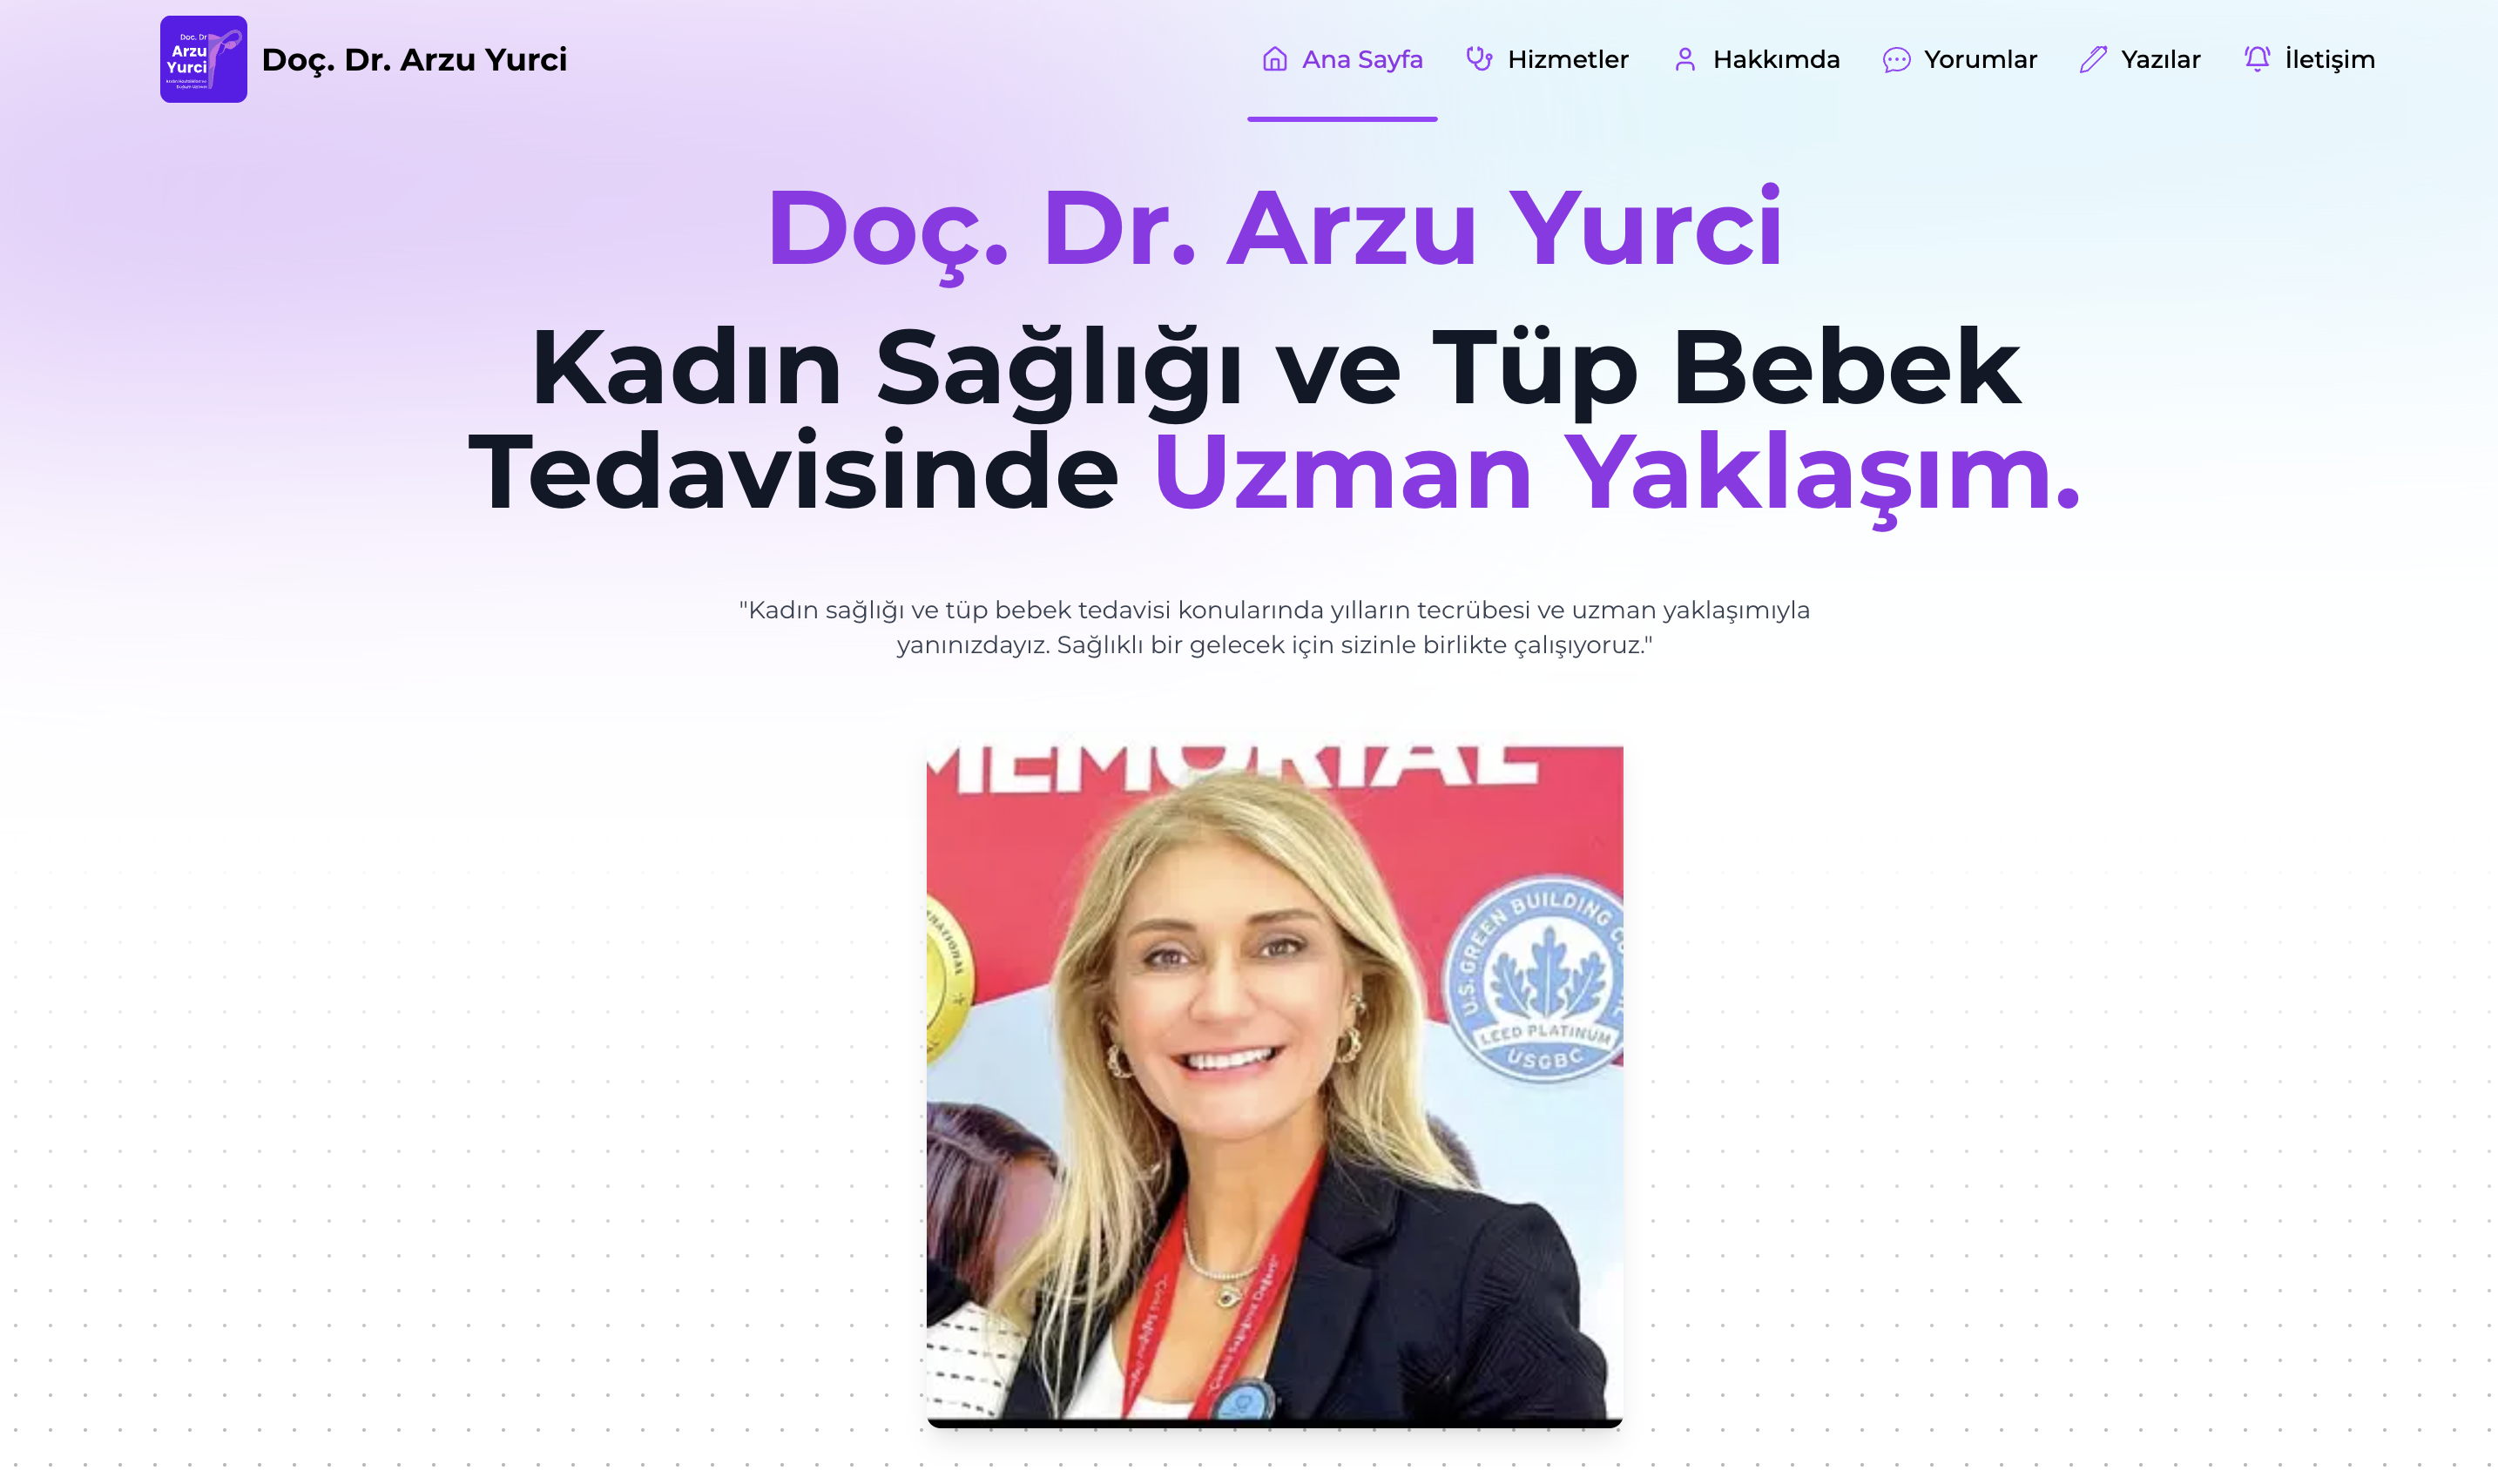 Doç. Dr
Arzu
Yurci
Doç. Dr. Arzu Yurci
Ana Sayfa
Hizmetler
Hakkımda
Yorumlar
Yazılar
İletişim
Doç. Dr. Arzu Yurci
Kadın Sağlığı ve Tüp Bebek
Tedavisinde Uzman Yaklaşım.
"Kadın sağlığı ve tüp bebek tedavisi konularında yılların tecrübesi ve uzman yaklaşımıyla
yanınızdayız. Sağlıklı bir gelecek için sizinle birlikte çalışıyoruz."
MEMORIAL
U.S. GREEN BUILDING
LEED PLATINUM
USGBC